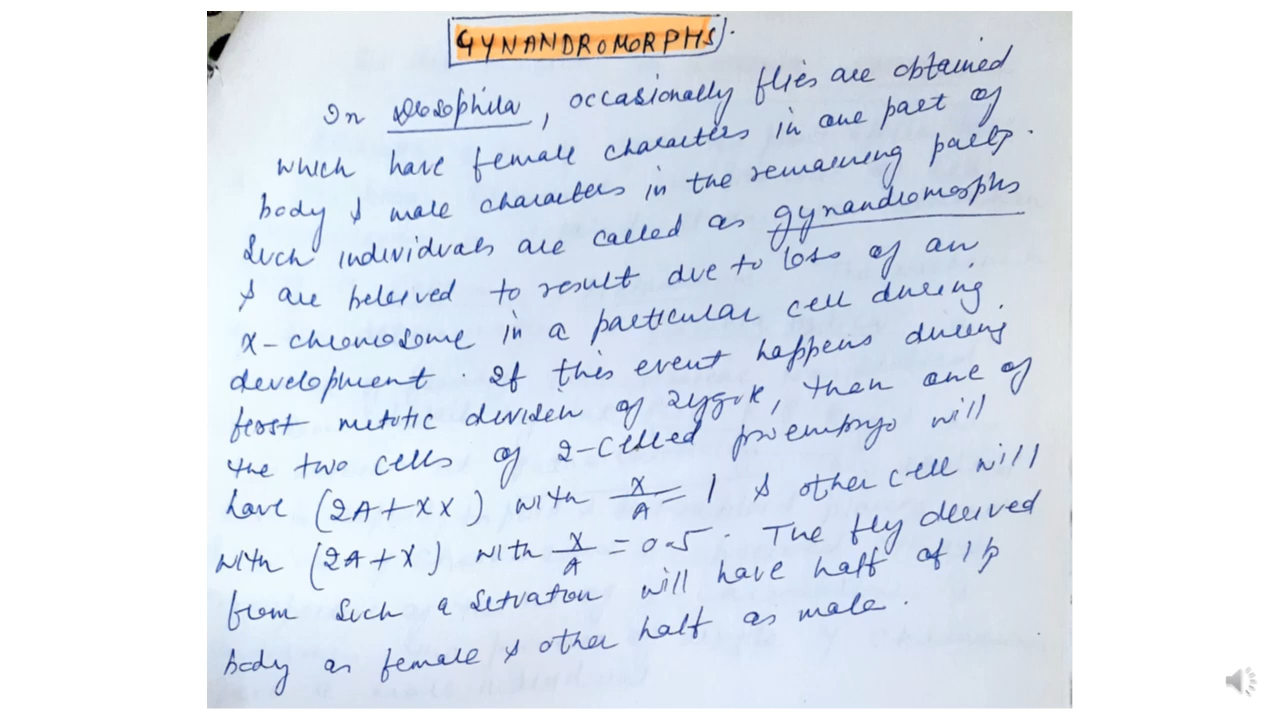 GYNANDROMORPHS.
In Drosophila, occasionally flies are obtained
which have female characters in one part of
body & male characters in the remaining parts.
Such individuals are called as gynandromorphs
& are beleived to result due to loss of an
X-chromosome in a particular cell during
development. If this event happens during
first mitotic division of zygote, then one of
the two cells of 2-celled proembryo will
have (2A+XX) with X/A = 1 & other cell will
with (2A+X) with X/A = 0.5. The fly derived
from such a situation will have half of its
body as female & other half as male.